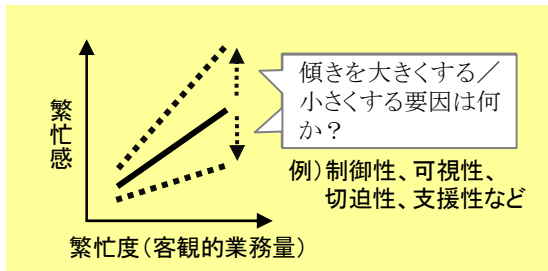 繁忙感
傾きを大きくする／
小さくする要因は何
か？
例）制御性、可視性、
切迫性、支援性など
繁忙度（客観的業務量）